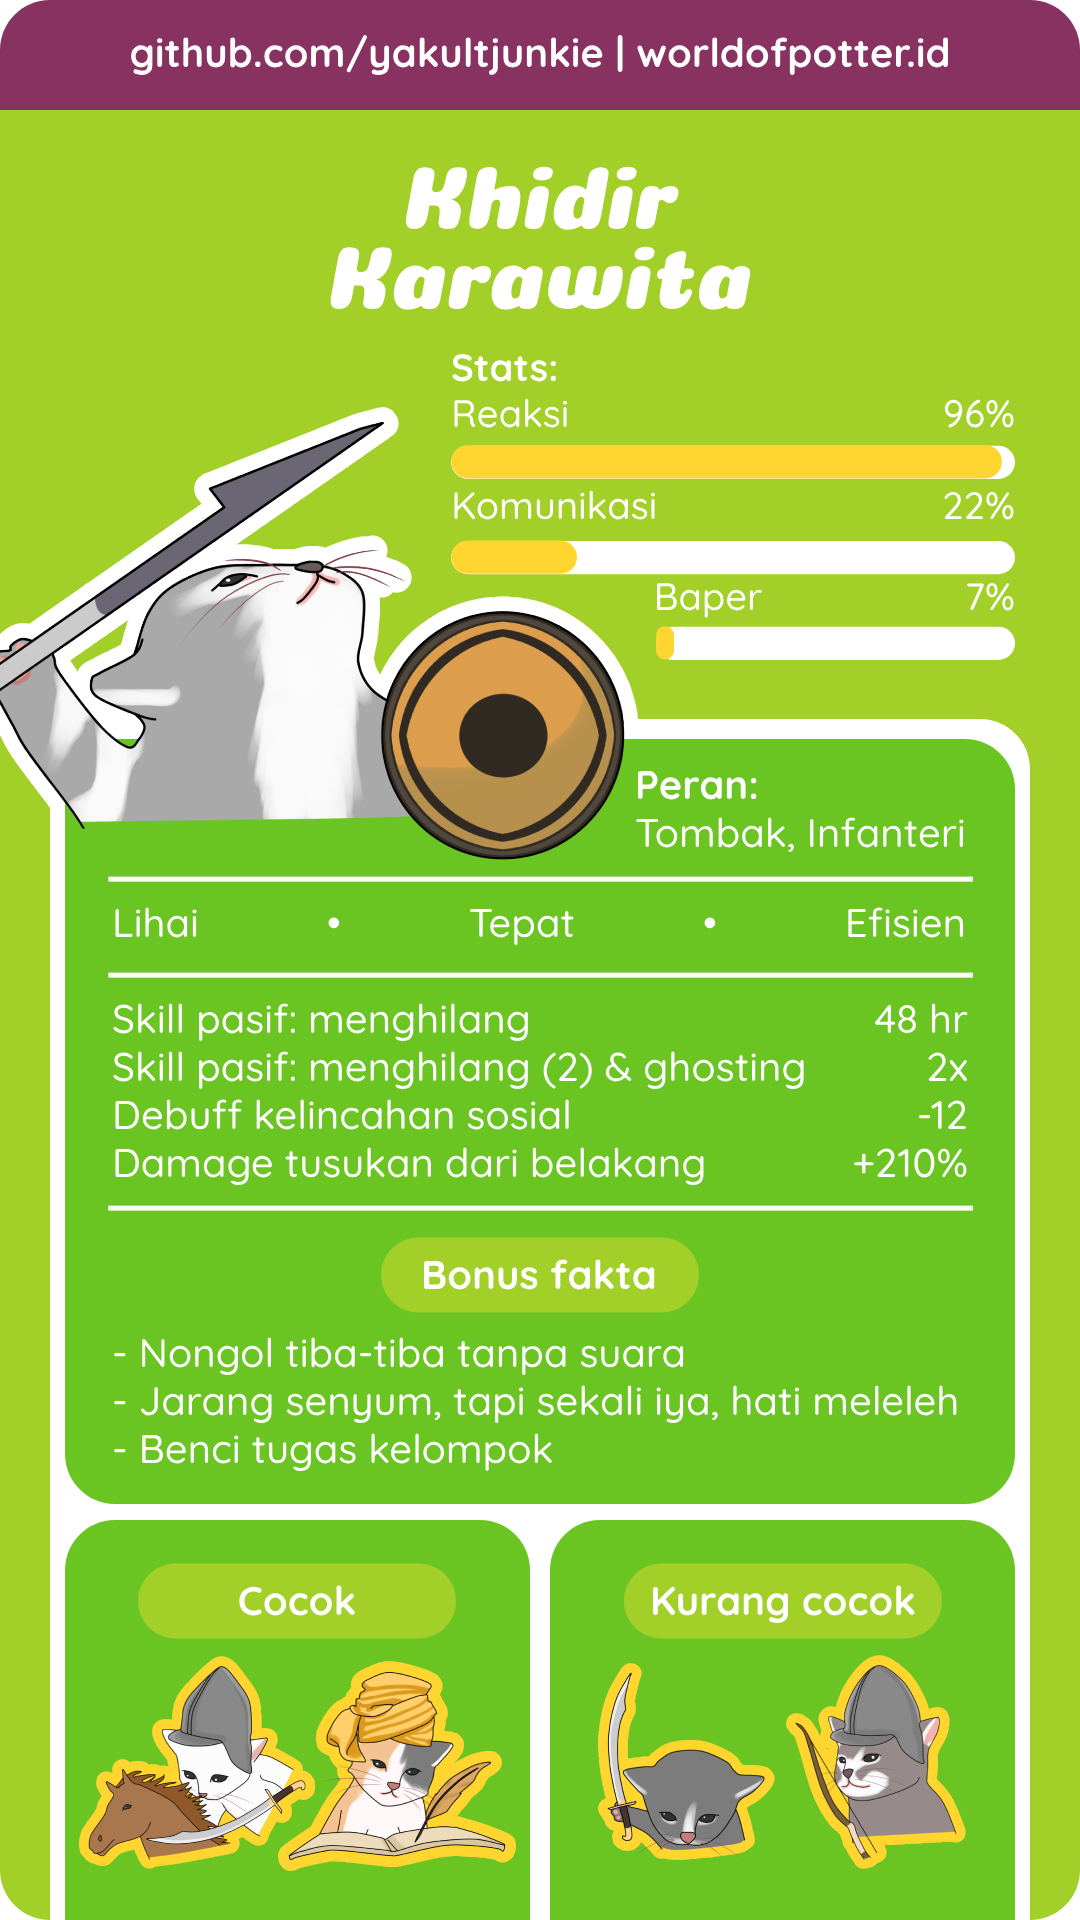 github.com/yakultjunkie | worldofpotter.id
Khidir
Karawita
Stats:
Reaksi 96%
Komunikasi 22%
Baper 7%
Peran:
Tombak, Infanteri
Lihai • Tepat • Efisien
Skill pasif: menghilang 48 hr
Skill pasif: menghilang (2) & ghosting 2x
Debuff kelincahan sosial -12
Damage tusukan dari belakang +210%
Bonus fakta
- Nongol tiba-tiba tanpa suara
- Jarang senyum, tapi sekali iya, hati meleleh
- Benci tugas kelompok
Cocok
Kurang cocok